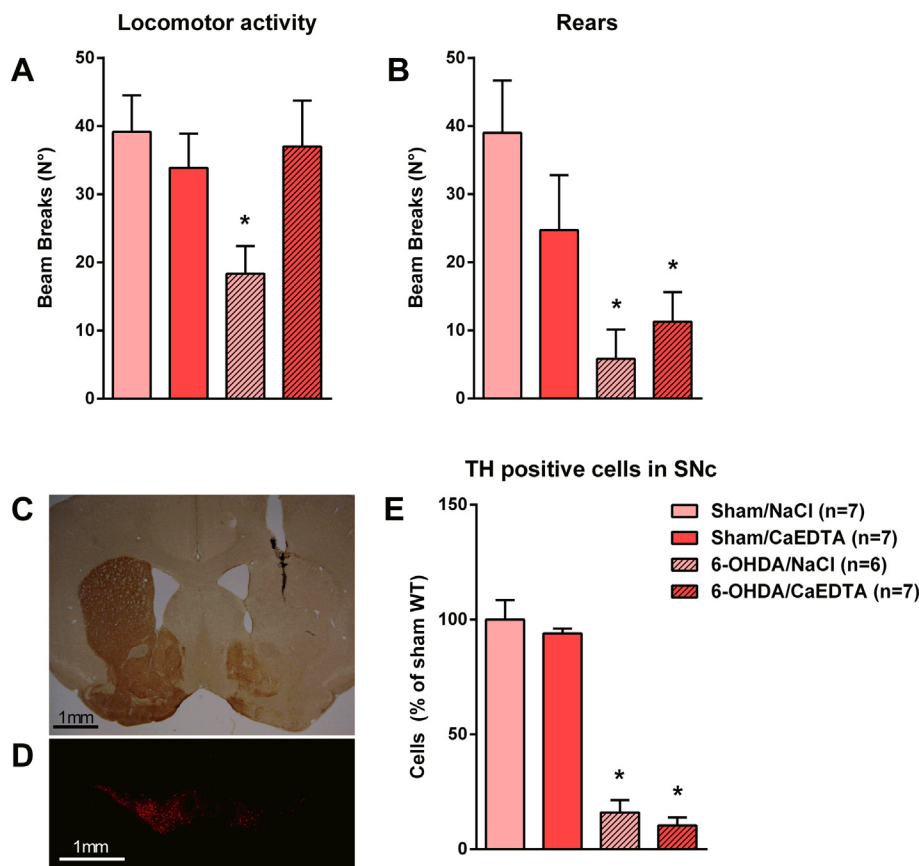 Locomotor activity
A
Beam Breaks (N°)
50
40
30
20
10
0
*
Rears
B
Beam Breaks (N°)
50
40
30
20
10
0
*
*
C
1mm
D
1mm
TH positive cells in SNc
E
Cells (% of sham WT)
150
100
50
0
*
*
Sham/NaCl (n=7)
Sham/CaEDTA (n=7)
6-OHDA/NaCl (n=6)
6-OHDA/CaEDTA (n=7)